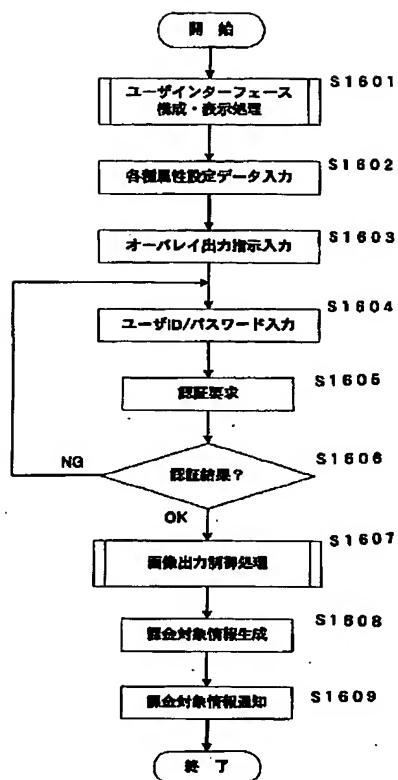 開 始
ユーザインターフェース
構成・表示処理
S1601
各種属性設定データ入力
S1602
オーバレイ出力指示入力
S1603
ユーザID/パスワード入力
S1604
認証要求
S1605
認証結果?
S1606
NG
OK
画像出力制御処理
S1607
課金対象情報生成
S1608
課金対象情報通知
S1609
終 了